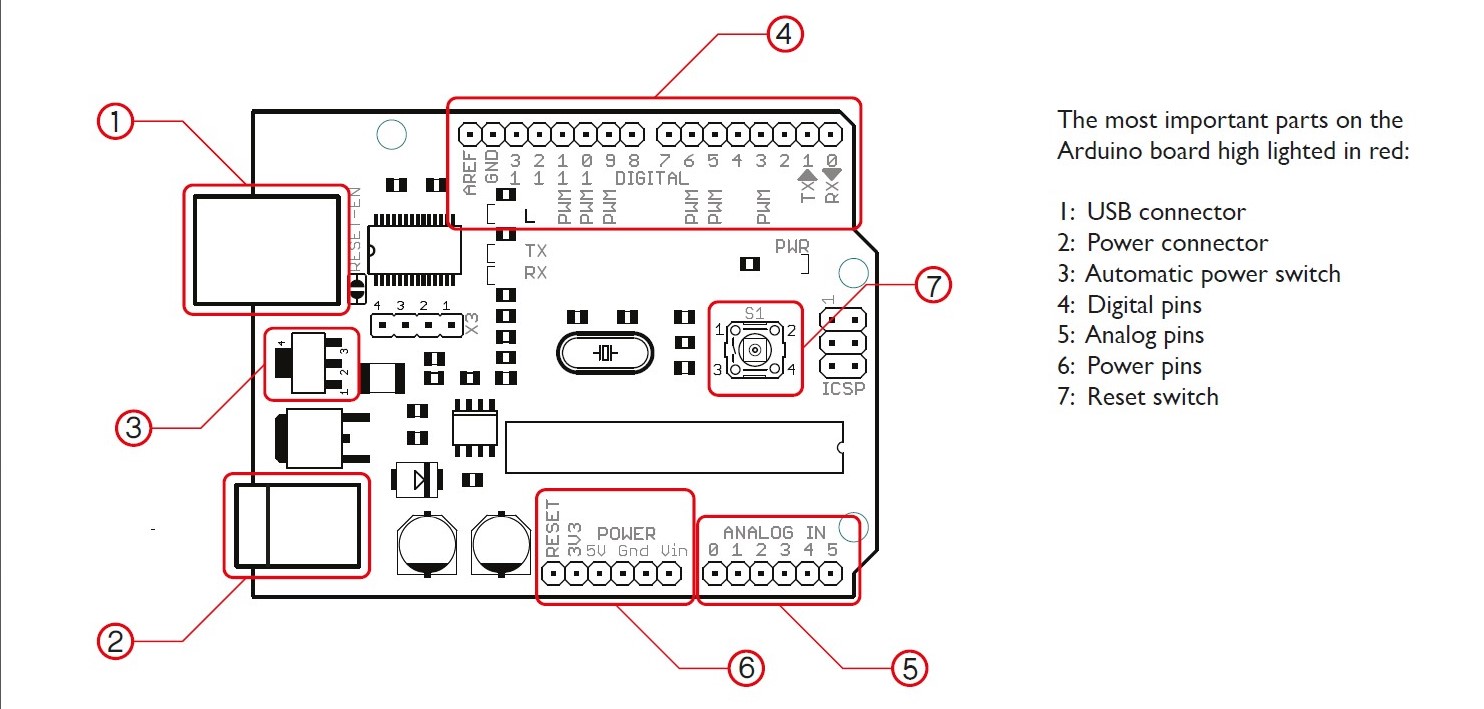 4
1
7
3
2
6
5
AREF
GND
13
12
11
10
9
8
7
6
5
4
3
2
1
0
DIGITAL
PWM
PWM
PWM
PWM
PWM
PWM
TX
RX
RESET-EN
L
TX
RX
PWR
4 3 2 1
X3
S1
1 2
3 4
1
ICSP
4
3
2
1
RESET
3V3
POWER
5V Gnd Vin
ANALOG IN
0 1 2 3 4 5
The most important parts on the
Arduino board high lighted in red:
1: USB connector
2: Power connector
3: Automatic power switch
4: Digital pins
5: Analog pins
6: Power pins
7: Reset switch